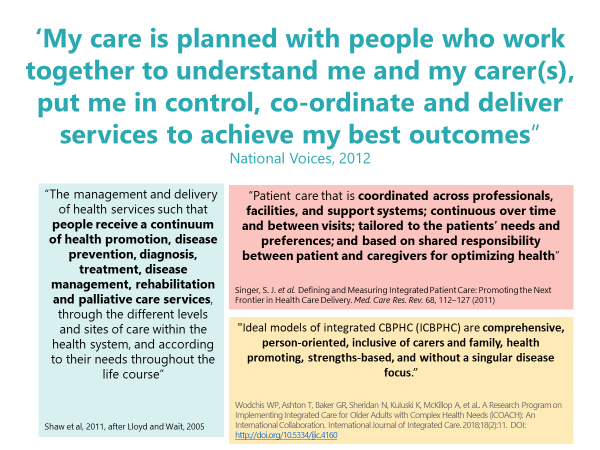 ‘My care is planned with people who work
together to understand me and my carer(s),
put me in control, co-ordinate and deliver
services to achieve my best outcomes”
National Voices, 2012
“The management and delivery
of health services such that
people receive a continuum
of health promotion, disease
prevention, diagnosis,
treatment, disease
management, rehabilitation
and palliative care services,
through the different levels
and sites of care within the
health system, and according
to their needs throughout the
life course”
Shaw et al, 2011, after Lloyd and Wait, 2005
“Patient care that is coordinated across professionals,
facilities, and support systems; continuous over time
and between visits; tailored to the patients’ needs and
preferences; and based on shared responsibility
between patient and caregivers for optimizing health”
Singer, S. J. et al. Defining and Measuring Integrated Patient Care: Promoting the Next
Frontier in Health Care Delivery. Med. Care Res. Rev. 68, 112–127 (2011)
"Ideal models of integrated CBPHC (ICBPHC) are comprehensive,
person-oriented, inclusive of carers and family, health
promoting, strengths-based, and without a singular disease
focus.”
Wodchis WP, Ashton T, Baker GR, Sheridan N, Kuluski K, McKillop A, et al.. A Research Program on
Implementing Integrated Care for Older Adults with Complex Health Needs (iCOACH): An
International Collaboration. International Journal of Integrated Care. 2018;18(2):11. DOI:
http://doi.org/10.5334/ijic.4160